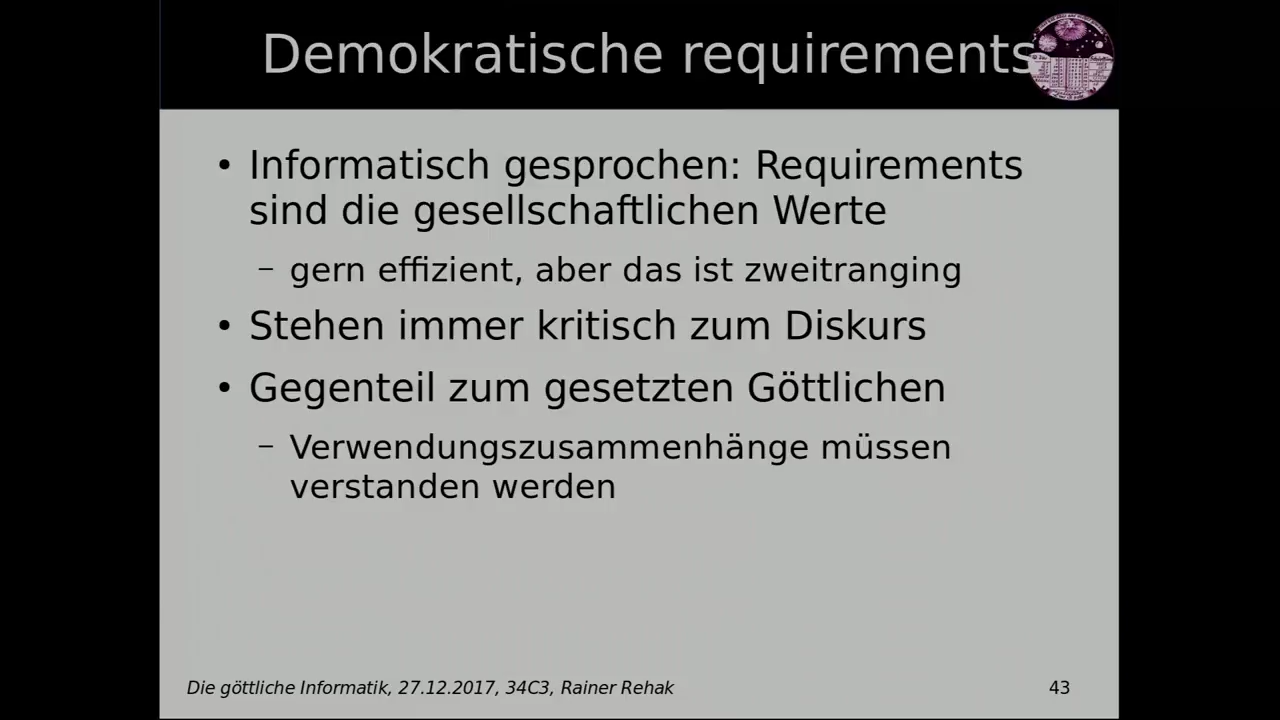 Demokratische requirements
• Informatisch gesprochen: Requirements
sind die gesellschaftlichen Werte
– gern effizient, aber das ist zweitranging
• Stehen immer kritisch zum Diskurs
• Gegenteil zum gesetzten Göttlichen
– Verwendungszusammenhänge müssen
verstanden werden
Die göttliche Informatik, 27.12.2017, 34C3, Rainer Rehak
43